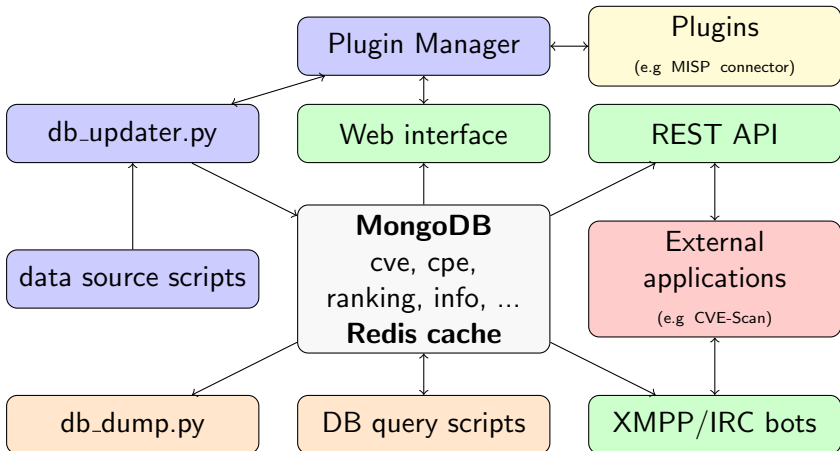 Plugin Manager
Plugins
(e.g MISP connector)
db_updater.py
Web interface
REST API
MongoDB
cve, cpe,
ranking, info, ...
Redis cache
data source scripts
External
applications
(e.g CVE-Scan)
db_dump.py
DB query scripts
XMPP/IRC bots